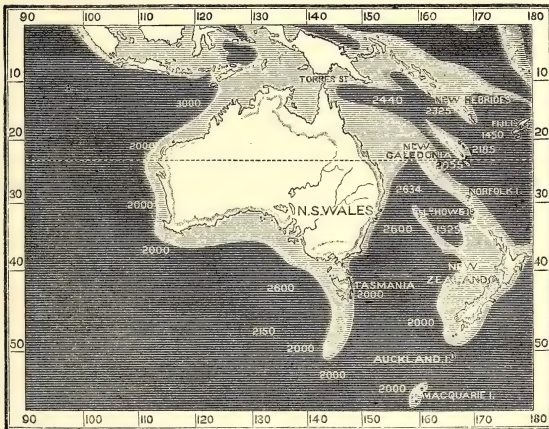 90 100 110 120 130 140 150 160 170 180
10
TORRES ST
3000
2440
NEW HEBRIDES
2325
FIJI I
1450
20
2000
NEW
CALEDONIA
2185
2634
30
2000
NORFOLK I.
N.S.WALES
L. HOWE I.
2600
1525
2000
40
NEW
ZEALAND
2600
TASMANIA
2000
2000
2150
50
2000
AUCKLAND I.
2000
2000
MACQUARIE I.
10
20
30
40
50
90 100 110 120 130 140 150 160 170 180